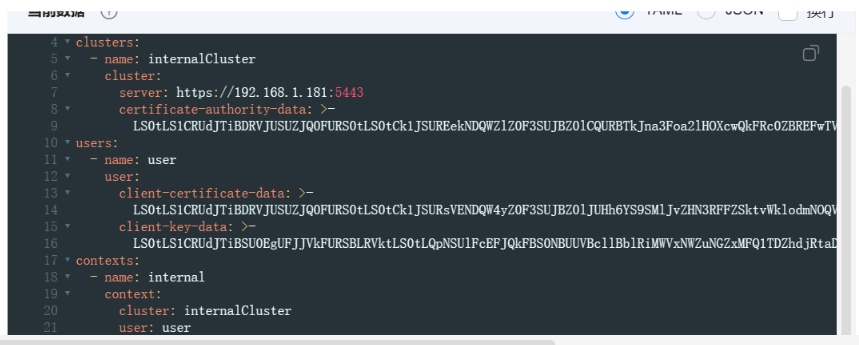 当前数据 ?
YAML JSON 换行
4 clusters:
5 - name: internalCluster
6 cluster:
7 server: https://192.168.1.181:5443
8 certificate-authority-data: >-
9
10 users:
11 - name: user
12 user:
13 client-certificate-data: >-
14
15 client-key-data: >-
16
17 contexts:
18 - name: internal
19 context:
20 cluster: internalCluster
21 user: user